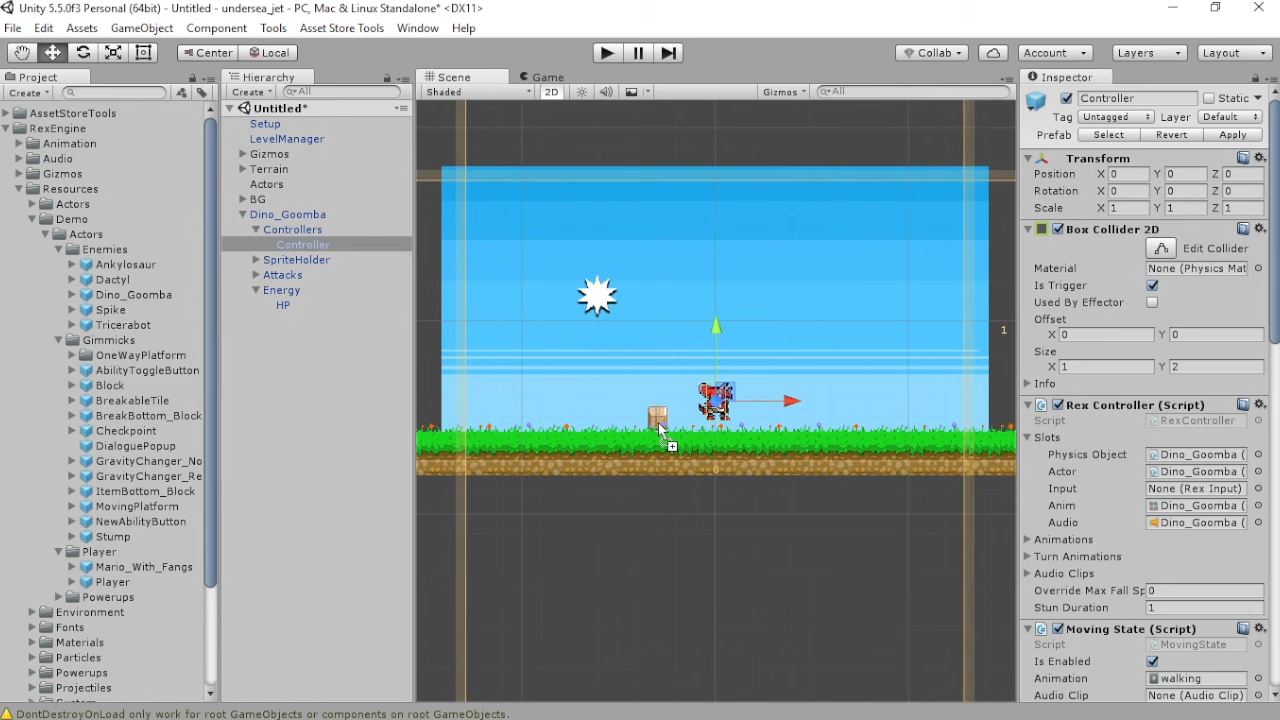 Unity 5.5.0f3 Personal (64bit) - Untitled - undersea_jet - PC, Mac & Linux Standalone* <DX11>
File Edit Assets GameObject Component Tools Asset Store Tools Window Help
Center Local Collab Account Layers Layout
Project
Create
AssetStoreTools
RexEngine
Animation
Audio
Gizmos
Resources
Actors
Demo
Actors
Enemies
Ankylosaur
Dactyl
Dino_Goomba
Spike
Tricerabot
Gimmicks
OneWayPlatform
AbilityToggleButton
Block
BreakableTile
BreakBottom_Block
Checkpoint
DialoguePopup
GravityChanger_No
GravityChanger_Re
ItemBottom_Block
MovingPlatform
NewAbilityButton
Stump
Player
Mario_With_Fangs
Player
Powerups
Environment
Fonts
Materials
Particles
Powerups
Projectiles
Hierarchy
Create All
Untitled*
Setup
LevelManager
Gizmos
Terrain
Actors
BG
Dino_Goomba
Controllers
Controller
SpriteHolder
Attacks
Energy
HP
Scene Game
Shaded 2D Gizmos All
1
0
Inspector
Controller Static
Tag Untagged Layer Default
Prefab Select Revert Apply
Transform
Position X 0 Y 0 Z 0
Rotation X 0 Y 0 Z 0
Scale X 1 Y 1 Z 1
Box Collider 2D
Edit Collider
Material None (Physics Mat
Is Trigger
Used By Effector
Offset
X 0 Y 0
Size
X 1 Y 2
Info
Rex Controller (Script)
Script RexController
Slots
Physics Object Dino_Goomba (
Actor Dino_Goomba (
Input None (Rex Input)
Anim Dino_Goomba (
Audio Dino_Goomba (
Animations
Turn Animations
Audio Clips
Override Max Fall Sp 0
Stun Duration 1
Moving State (Script)
Script MovingState
Is Enabled
Animation walking
Audio Clip None (Audio Clip)
DontDestroyOnLoad only work for root GameObjects or components on root GameObjects.